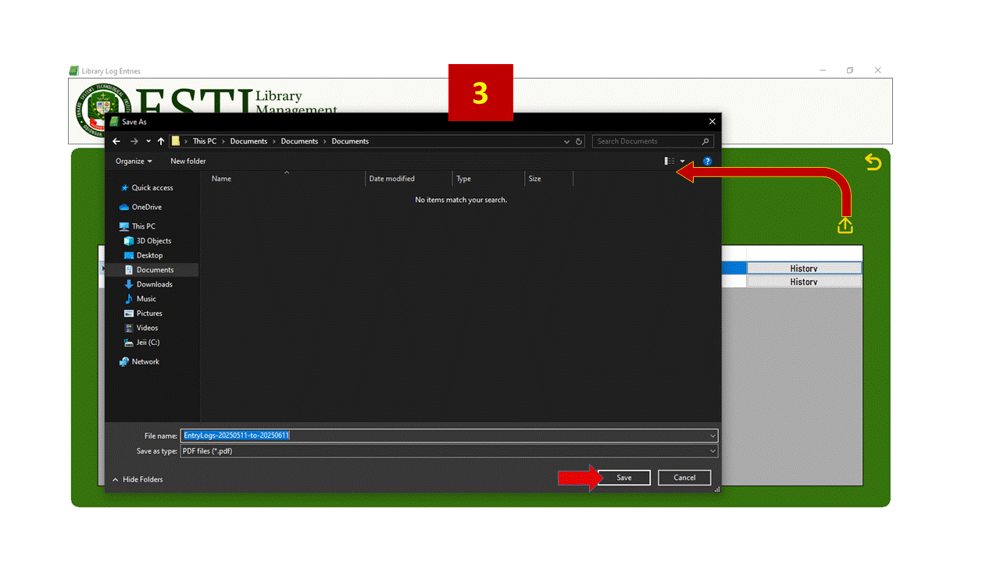 3
Library Log Entries
ESTI
Library
Management
Save As
This PC > Documents > Documents > Documents
Search Documents
Organize
New folder
Name
Date modified
Type
Size
No items match your search.
Quick access
OneDrive
This PC
3D Objects
Desktop
Documents
Downloads
Music
Pictures
Videos
Jeii (C:)
Network
History
History
File name: EntryLogs-20250511-to-20250611
Save as type: PDF files (*.pdf)
Hide Folders
Save
Cancel